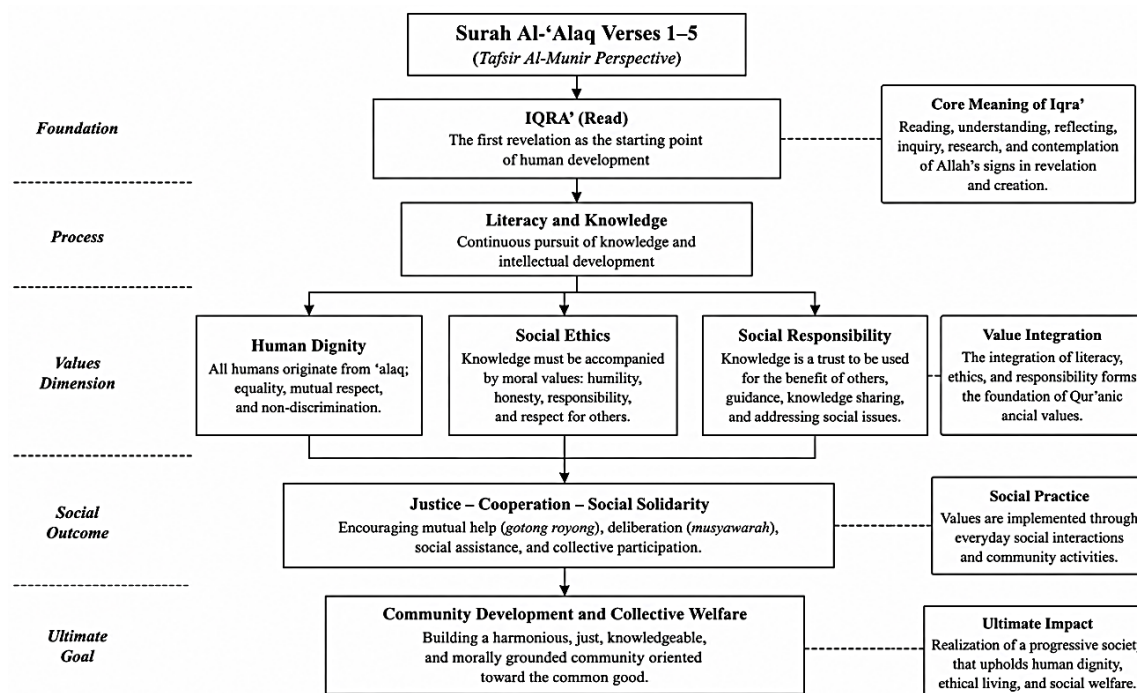 Surah Al-‘Alaq Verses 1–5
(Tafsir Al-Munir Perspective)
Foundation
IQRA’ (Read)
The first revelation as the starting point
of human development
Core Meaning of Iqra’
Reading, understanding, reflecting,
inquiry, research, and contemplation
of Allah’s signs in revelation
and creation.
Process
Literacy and Knowledge
Continuous pursuit of knowledge and
intellectual development
Values
Dimension
Human Dignity
All humans originate from ‘alaq;
equality, mutual respect,
and non-discrimination.
Social Ethics
Knowledge must be accompanied
by moral values: humility,
honesty, responsibility,
and respect for others.
Social Responsibility
Knowledge is a trust to be used
for the benefit of others,
guidance, knowledge sharing,
and addressing social issues.
Value Integration
The integration of literacy,
ethics, and responsibility forms
the foundation of Qur’anic
ancial values.
Social
Outcome
Justice – Cooperation – Social Solidarity
Encouraging mutual help (gotong royong), deliberation (musyawarah),
social assistance, and collective participation.
Social Practice
Values are implemented through
everyday social interactions
and community activities.
Ultimate
Goal
Community Development and Collective Welfare
Building a harmonious, just, knowledgeable,
and morally grounded community oriented
toward the common good.
Ultimate Impact
Realization of a progressive society
that upholds human dignity,
ethical living, and social welfare.